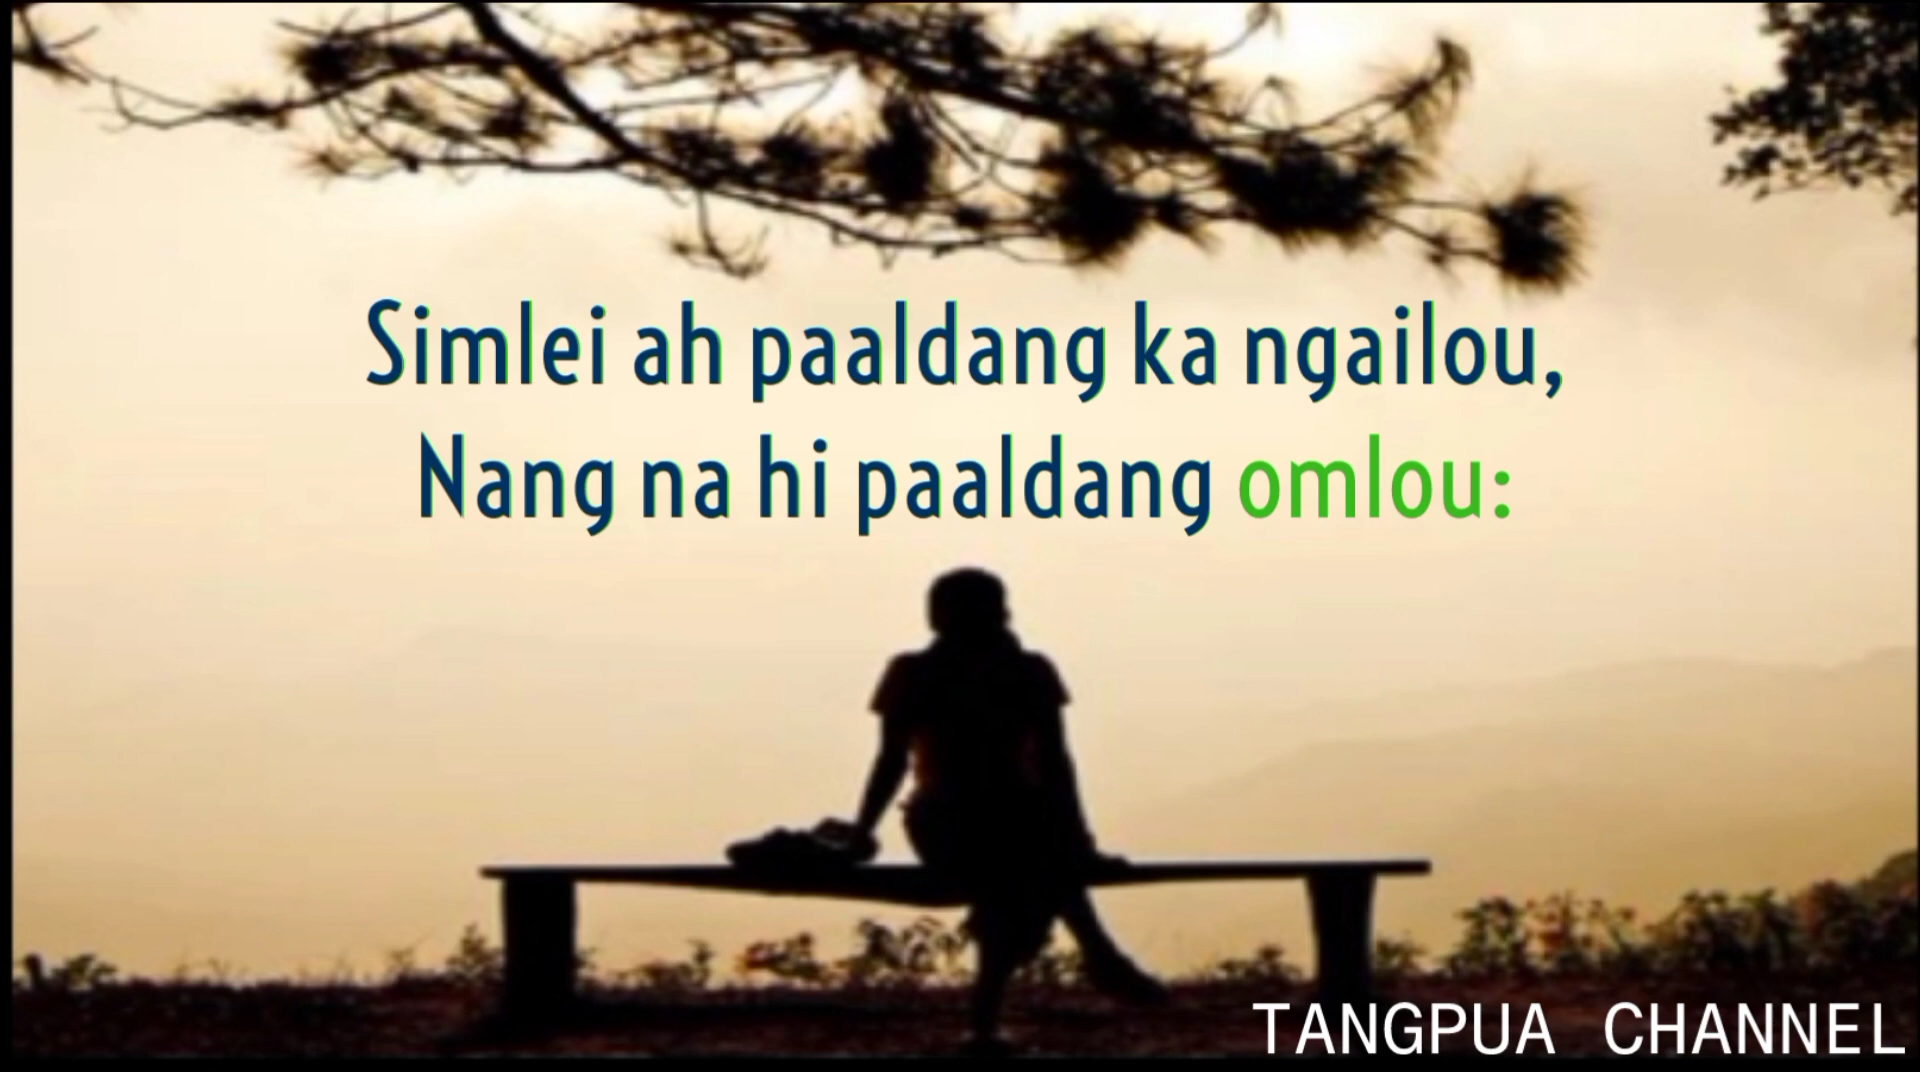 Simlei ah paaldang ka ngailou,
Nang na hi paaldang omlou:
TANGPUA CHANNEL